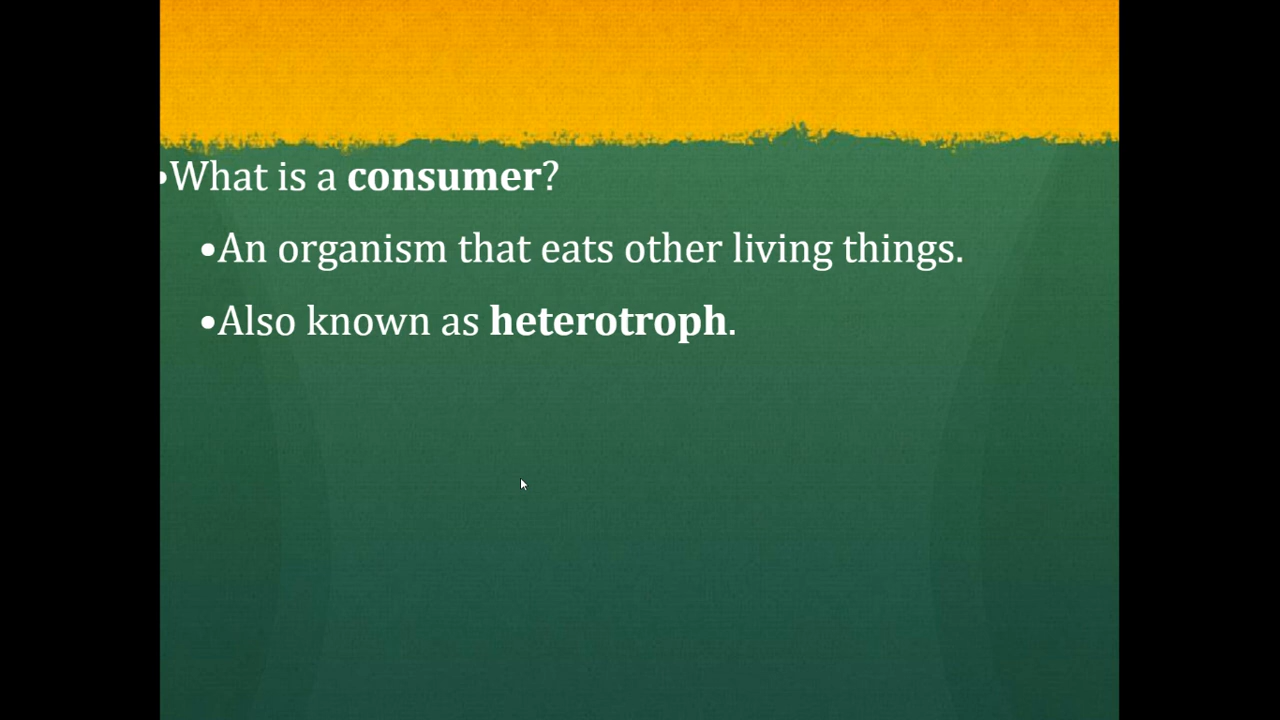 •What is a consumer?
•An organism that eats other living things.
•Also known as heterotroph.